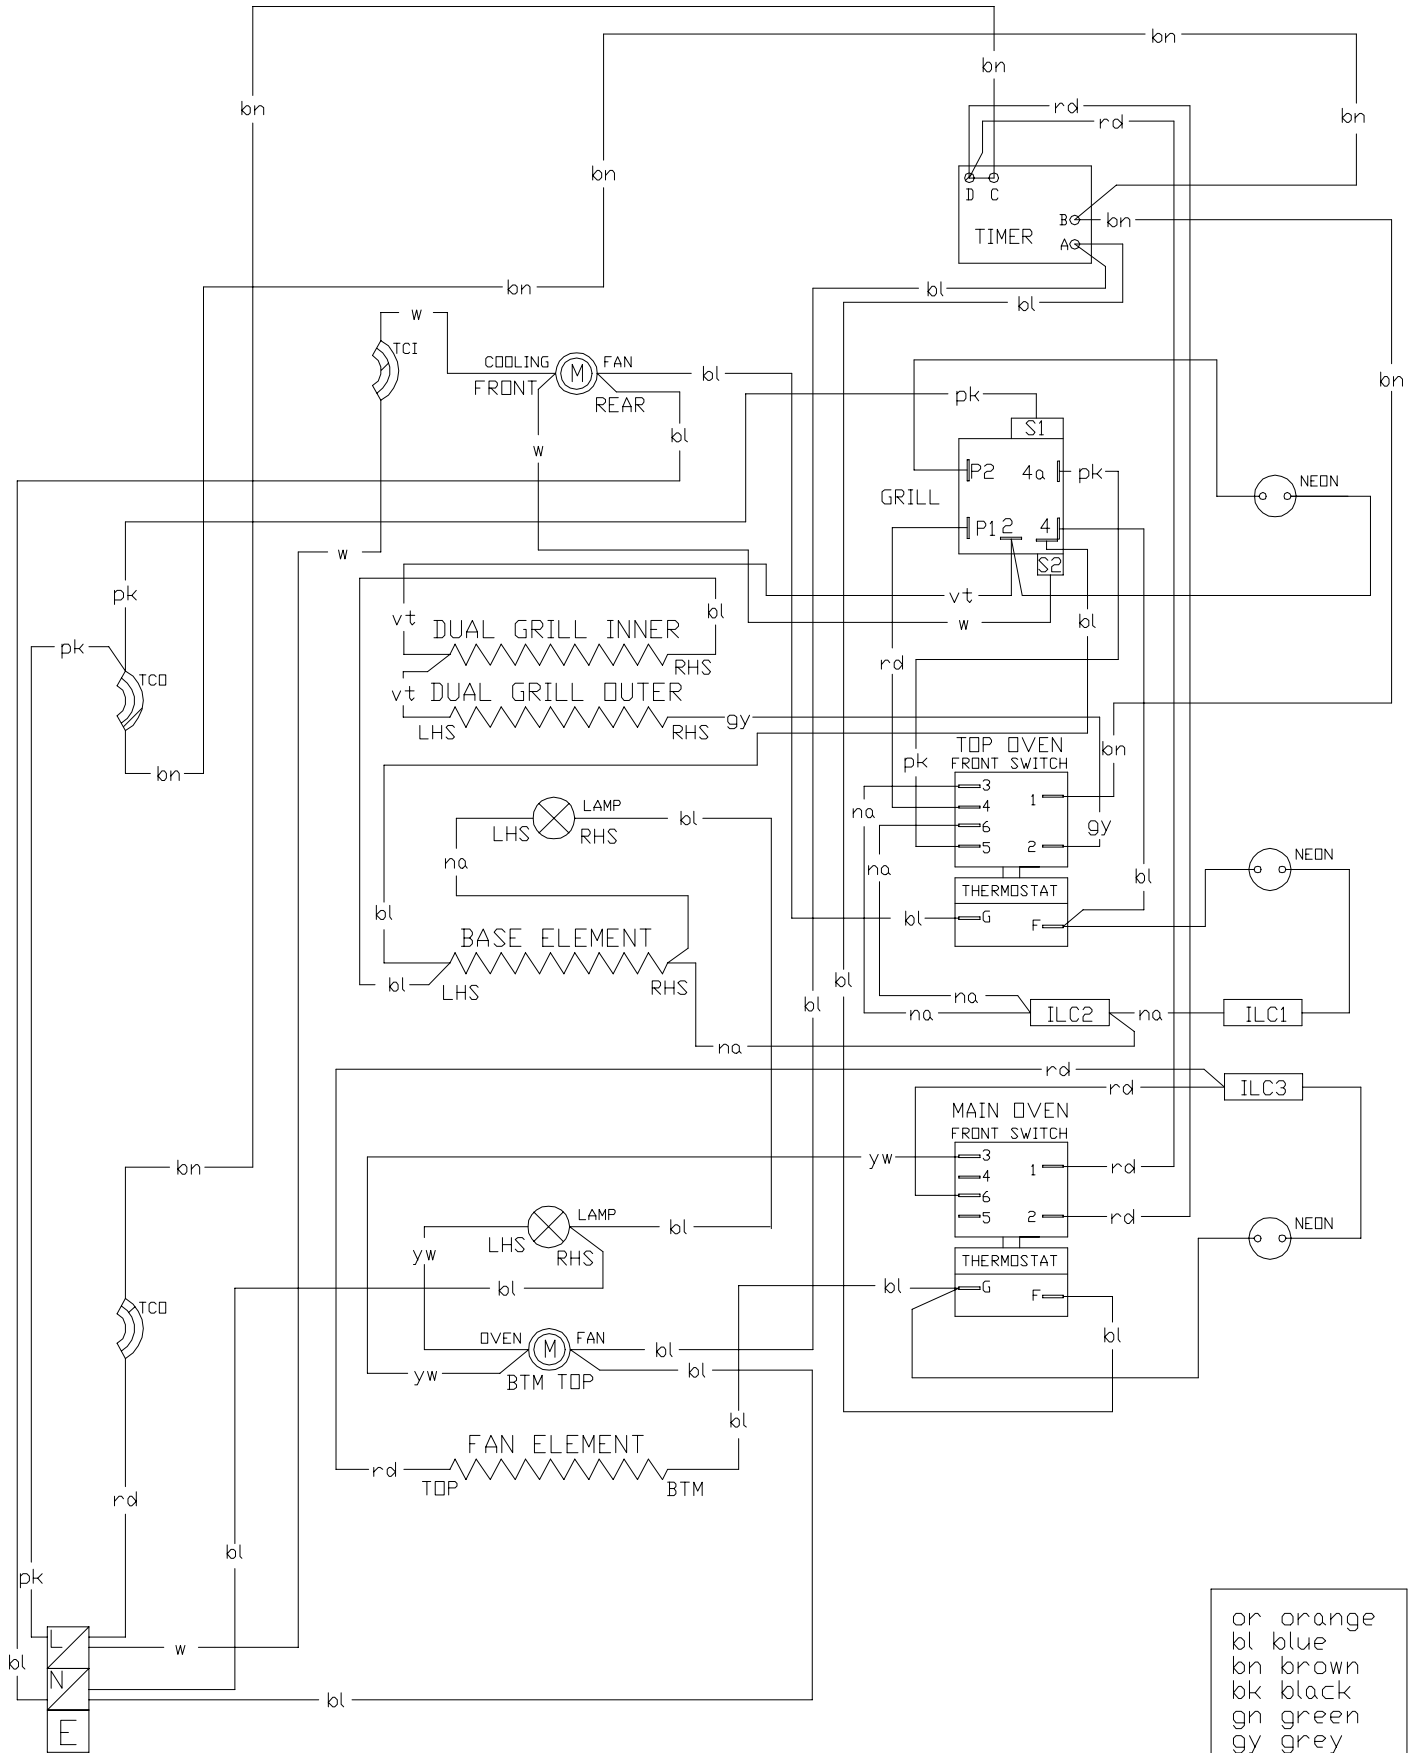 bn
bn
bn
rd
bn
rd
bn
bn
D C
B bn
TIMER
A
bn
bl
bl
w
TCI
COOLING M FAN
bl
bn
FRONT
REAR
pk
bl
S1
w
P2 4a pk
NEON
GRILL
P1 2 4
w
S2
pk
vt
vt
bl
w
bl
DUAL GRILL INNER
pk
rd
RHS
TCO
vt DUAL GRILL OUTER
gy
LHS
RHS
TOP OVEN
bn
FRONT SWITCH
pk
bn
3
1
4
6
5
2
na
gy
LAMP
bl
LHS
RHS
na
na
NEON
THERMOSTAT
bl
bl
bl
G
F
BASE ELEMENT
bl
LHS
RHS
bl
bl
na
na
ILC2
na
ILC1
na
rd
rd
ILC3
MAIN OVEN
FRONT SWITCH
yw
3
1
rd
4
6
5
2
rd
bn
LAMP
bl
LHS
RHS
yw
NEON
THERMOSTAT
bl
bl
G
F
TCO
OVEN M FAN
bl
bl
bl
yw
BTM TOP
bl
FAN ELEMENT
rd
TOP
BTM
rd
bl
pk
L
w
bl
N
bl
E
or orange
bl blue
bn brown
bk black
gn green
gy grey